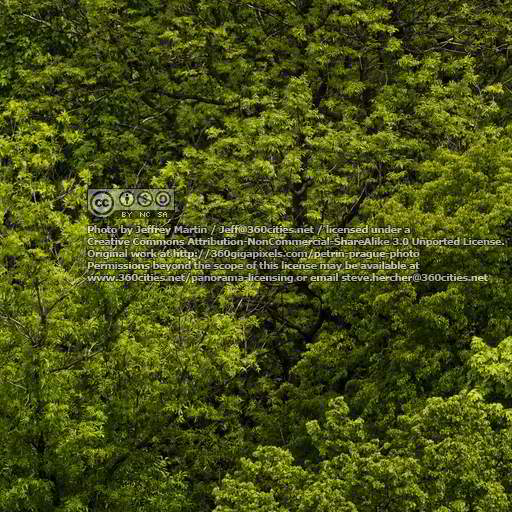 BY NC SA
Photo by Jeffrey Martin / Jeff@360cities.net / licensed under a
Creative Commons Attribution-NonCommercial-ShareAlike 3.0 Unported License.
Original work at http://360gigapixels.com/petrin-prague-photo
Permissions beyond the scope of this license may be available at
www.360cities.net/panorama-licensing.or email steve.hercher@360cities.net